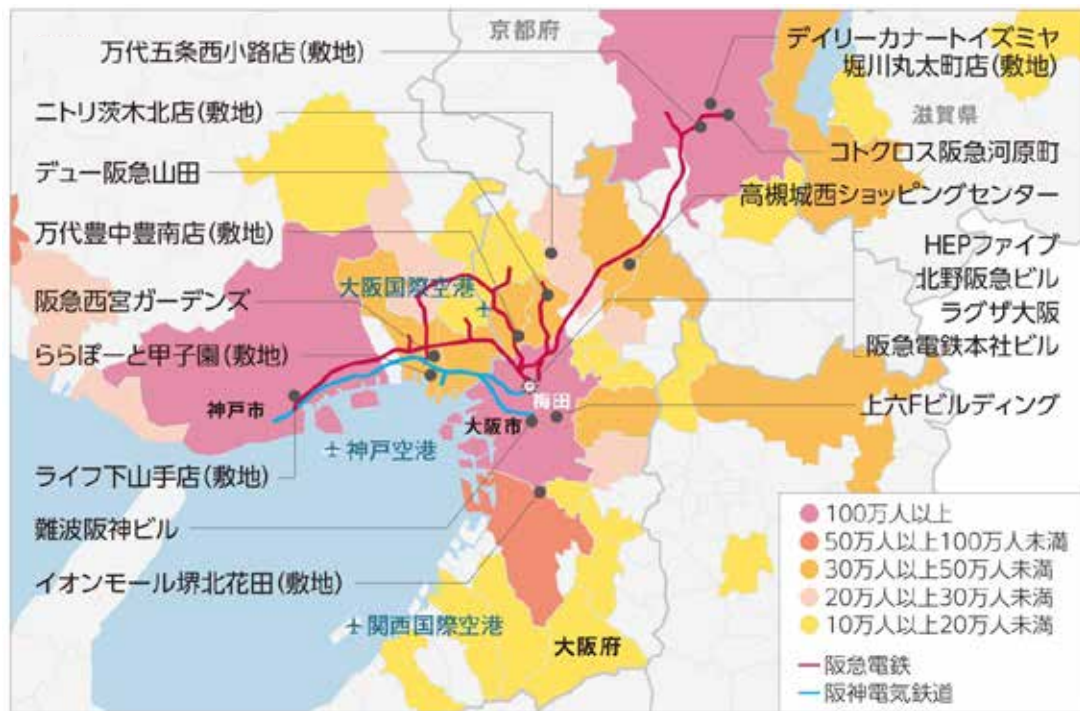 京都府
万代五条西小路店(敷地)
デイリーカナートイズミヤ
堀川丸太町店(敷地)
ニトリ茨木北店(敷地)
滋賀県
デュー阪急山田
コトクロス阪急河原町
高槻城西ショッピングセンター
万代豊中豊南店(敷地)
HEPファイブ
北野阪急ビル
ラグザ大阪
阪急電鉄本社ビル
大阪国際空港
阪急西宮ガーデンズ
ららぽーと甲子園(敷地)
神戸市
梅田
大阪市
上六Fビルディング
神戸空港
ライフ下山手店(敷地)
難波阪神ビル
イオンモール堺北花田(敷地)
関西国際空港
大阪府
100万人以上
50万人以上100万人未満
30万人以上50万人未満
20万人以上30万人未満
10万人以上20万人未満
阪急電鉄
阪神電気鉄道